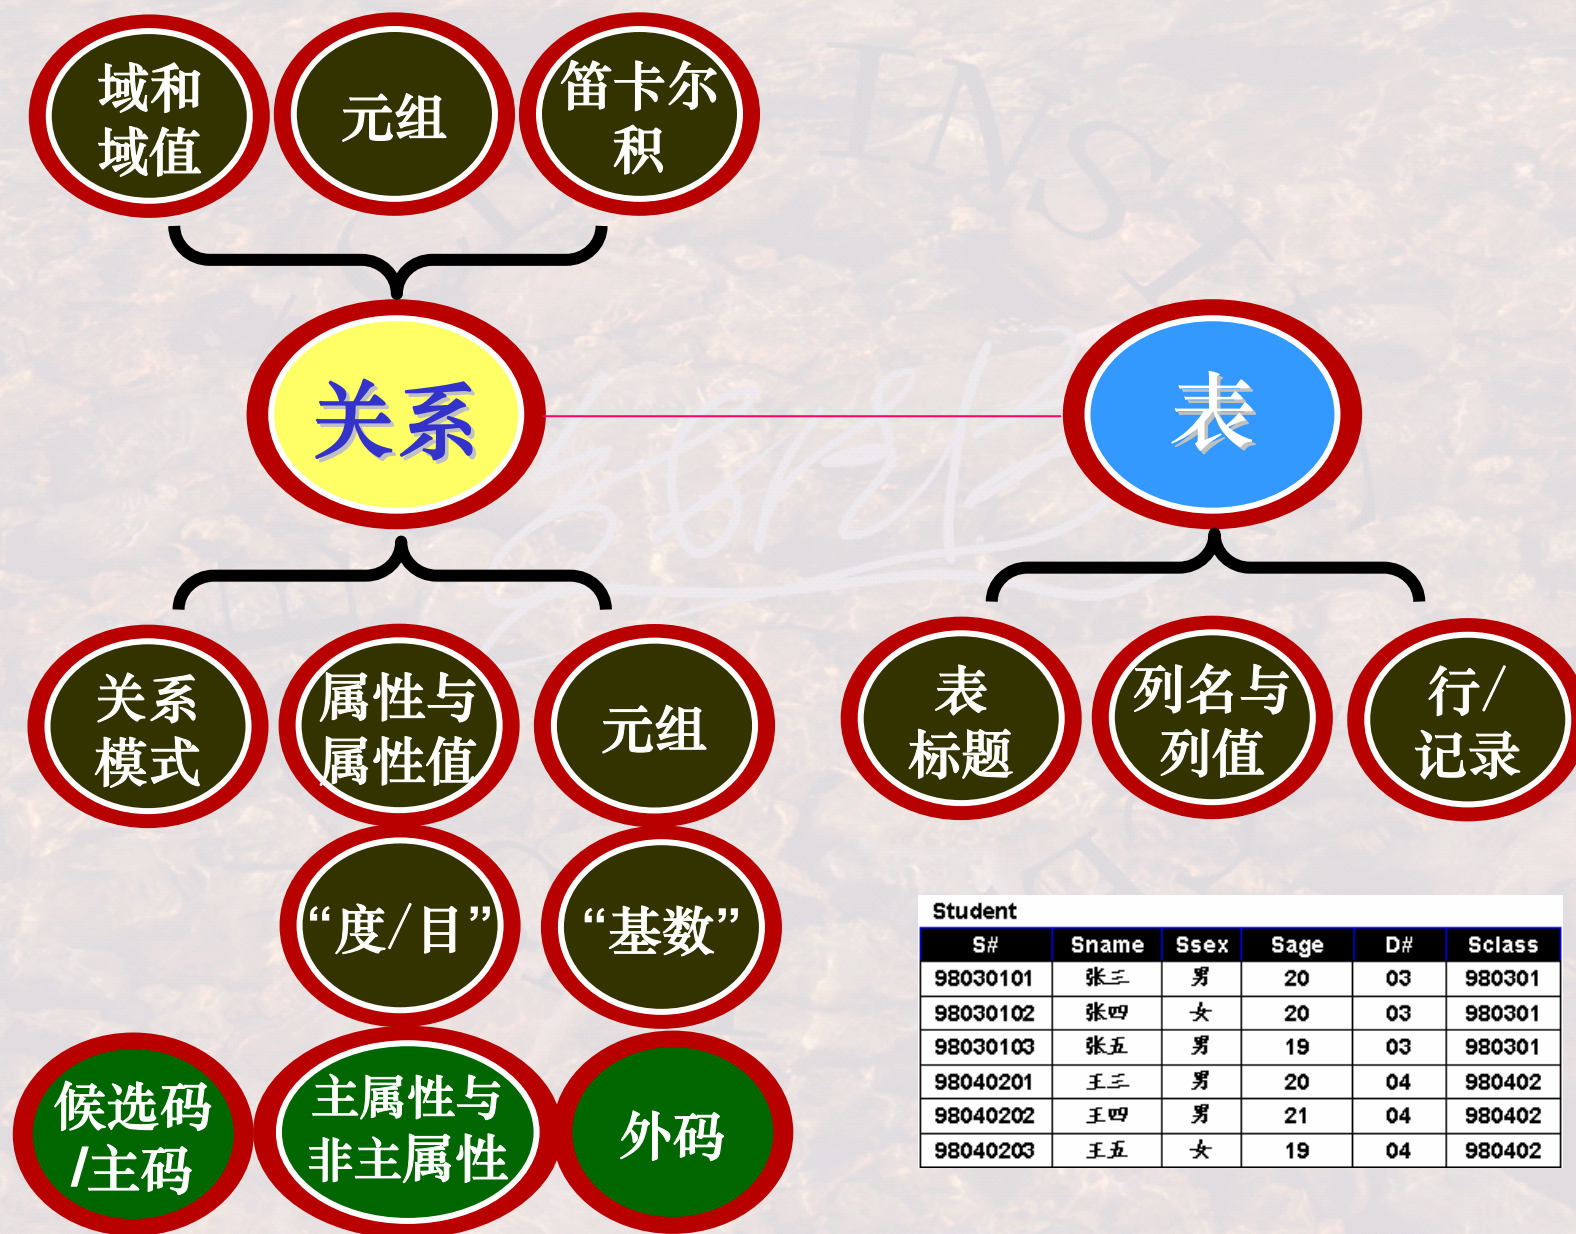 域和
域值
元组
笛卡尔
积
关系
表
关系
模式
属性与
属性值
元组
表
标题
列名与
列值
行/
记录
“度/目”
“基数”
候选码
/主码
主属性与
非主属性
外码
Student
S# Sname Ssex Sage D# Sclass
98030101 张三 男 20 03 980301
98030102 张四 女 20 03 980301
98030103 张五 男 19 03 980301
98040201 王三 男 20 04 980402
98040202 王四 男 21 04 980402
98040203 王五 女 19 04 980402